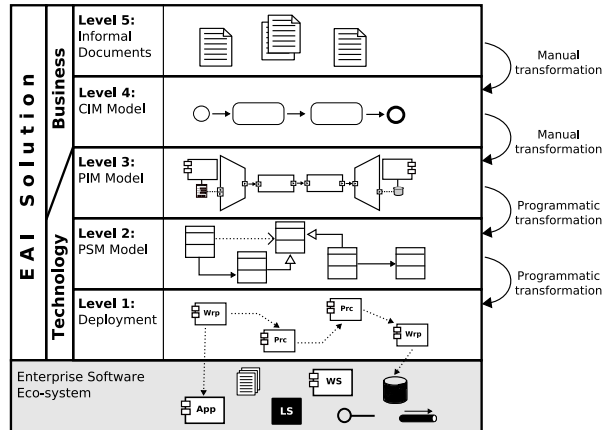 EAI Solution
Business
Technology
Level 5:
Informal
Documents
Level 4:
CIM Model
Level 3:
PIM Model
Level 2:
PSM Model
Level 1:
Deployment
Wrp
Prc
Prc
Wrp
Enterprise Software
Eco-system
App
LS
WS
Manual
transformation
Manual
transformation
Programmatic
transformation
Programmatic
transformation